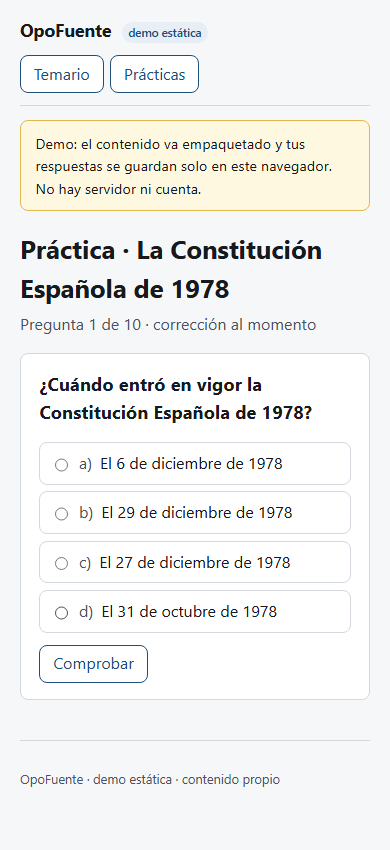 OpoFuente demo estática
Temario Prácticas
Demo: el contenido va empaquetado y tus
respuestas se guardan solo en este navegador.
No hay servidor ni cuenta.
Práctica · La Constitución
Española de 1978
Pregunta 1 de 10 · corrección al momento
¿Cuándo entró en vigor la
Constitución Española de 1978?
a) El 6 de diciembre de 1978
b) El 29 de diciembre de 1978
c) El 27 de diciembre de 1978
d) El 31 de octubre de 1978
Comprobar
OpoFuente · demo estática · contenido propio